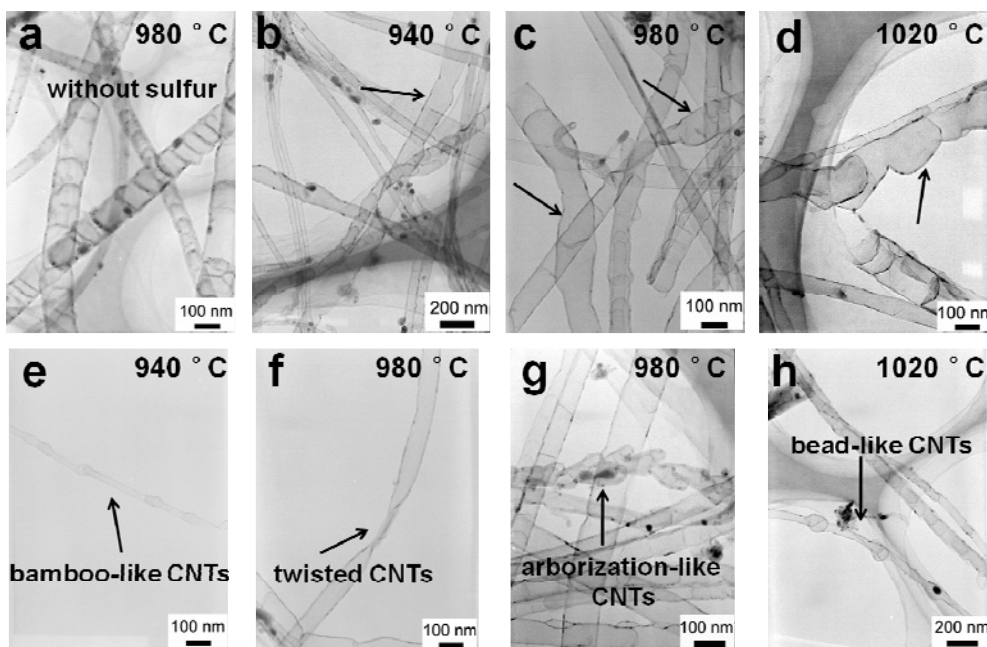 a 980 °C
without sulfur
100 nm
b 940 °C
200 nm
c 980 °C
100 nm
d 1020 °C
100 nm
e 940 °C
bamboo-like CNTs
100 nm
f 980 °C
twisted CNTs
100 nm
g 980 °C
arborization-like
CNTs
100 nm
h 1020 °C
bead-like CNTs
200 nm